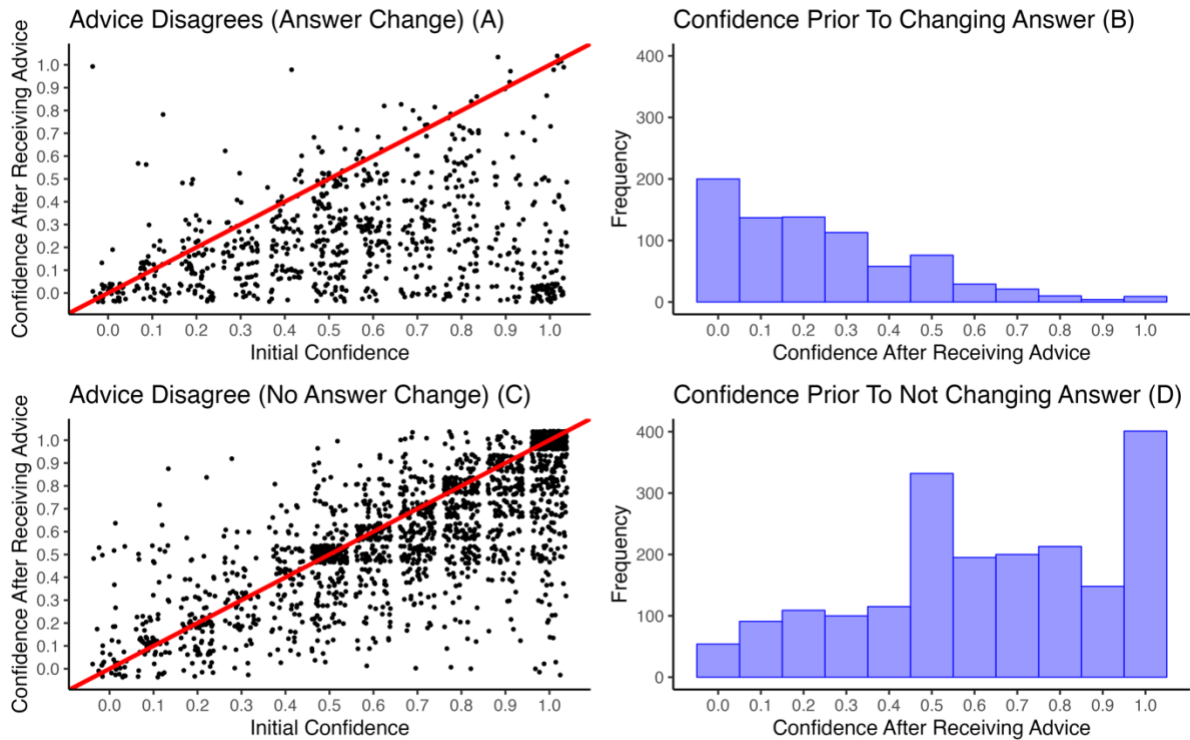 Advice Disagrees (Answer Change) (A)
Confidence After Receiving Advice
1.0
0.9
0.8
0.7
0.6
0.5
0.4
0.3
0.2
0.1
0.0
0.0 0.1 0.2 0.3 0.4 0.5 0.6 0.7 0.8 0.9 1.0
Initial Confidence
Confidence Prior To Changing Answer (B)
Frequency
400
300
200
100
0
0.0 0.1 0.2 0.3 0.4 0.5 0.6 0.7 0.8 0.9 1.0
Confidence After Receiving Advice
Advice Disagree (No Answer Change) (C)
Confidence After Receiving Advice
1.0
0.9
0.8
0.7
0.6
0.5
0.4
0.3
0.2
0.1
0.0
0.0 0.1 0.2 0.3 0.4 0.5 0.6 0.7 0.8 0.9 1.0
Initial Confidence
Confidence Prior To Not Changing Answer (D)
Frequency
400
300
200
100
0
0.0 0.1 0.2 0.3 0.4 0.5 0.6 0.7 0.8 0.9 1.0
Confidence After Receiving Advice